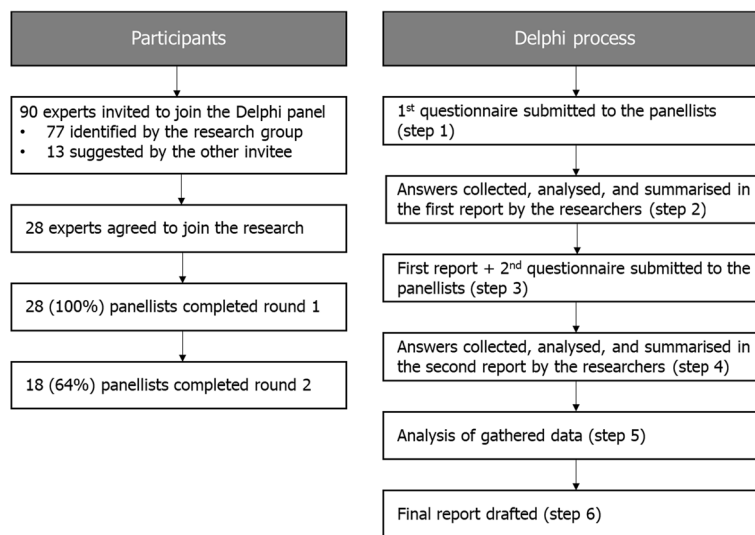 Participants
90 experts invited to join the Delphi panel
• 77 identified by the research group
• 13 suggested by the other invitee
28 experts agreed to join the research
28 (100%) panellists completed round 1
18 (64%) panellists completed round 2
Delphi process
1st questionnaire submitted to the panellists
(step 1)
Answers collected, analysed, and summarised in
the first report by the researchers (step 2)
First report + 2nd questionnaire submitted to the
panellists (step 3)
Answers collected, analysed, and summarised in
the second report by the researchers (step 4)
Analysis of gathered data (step 5)
Final report drafted (step 6)